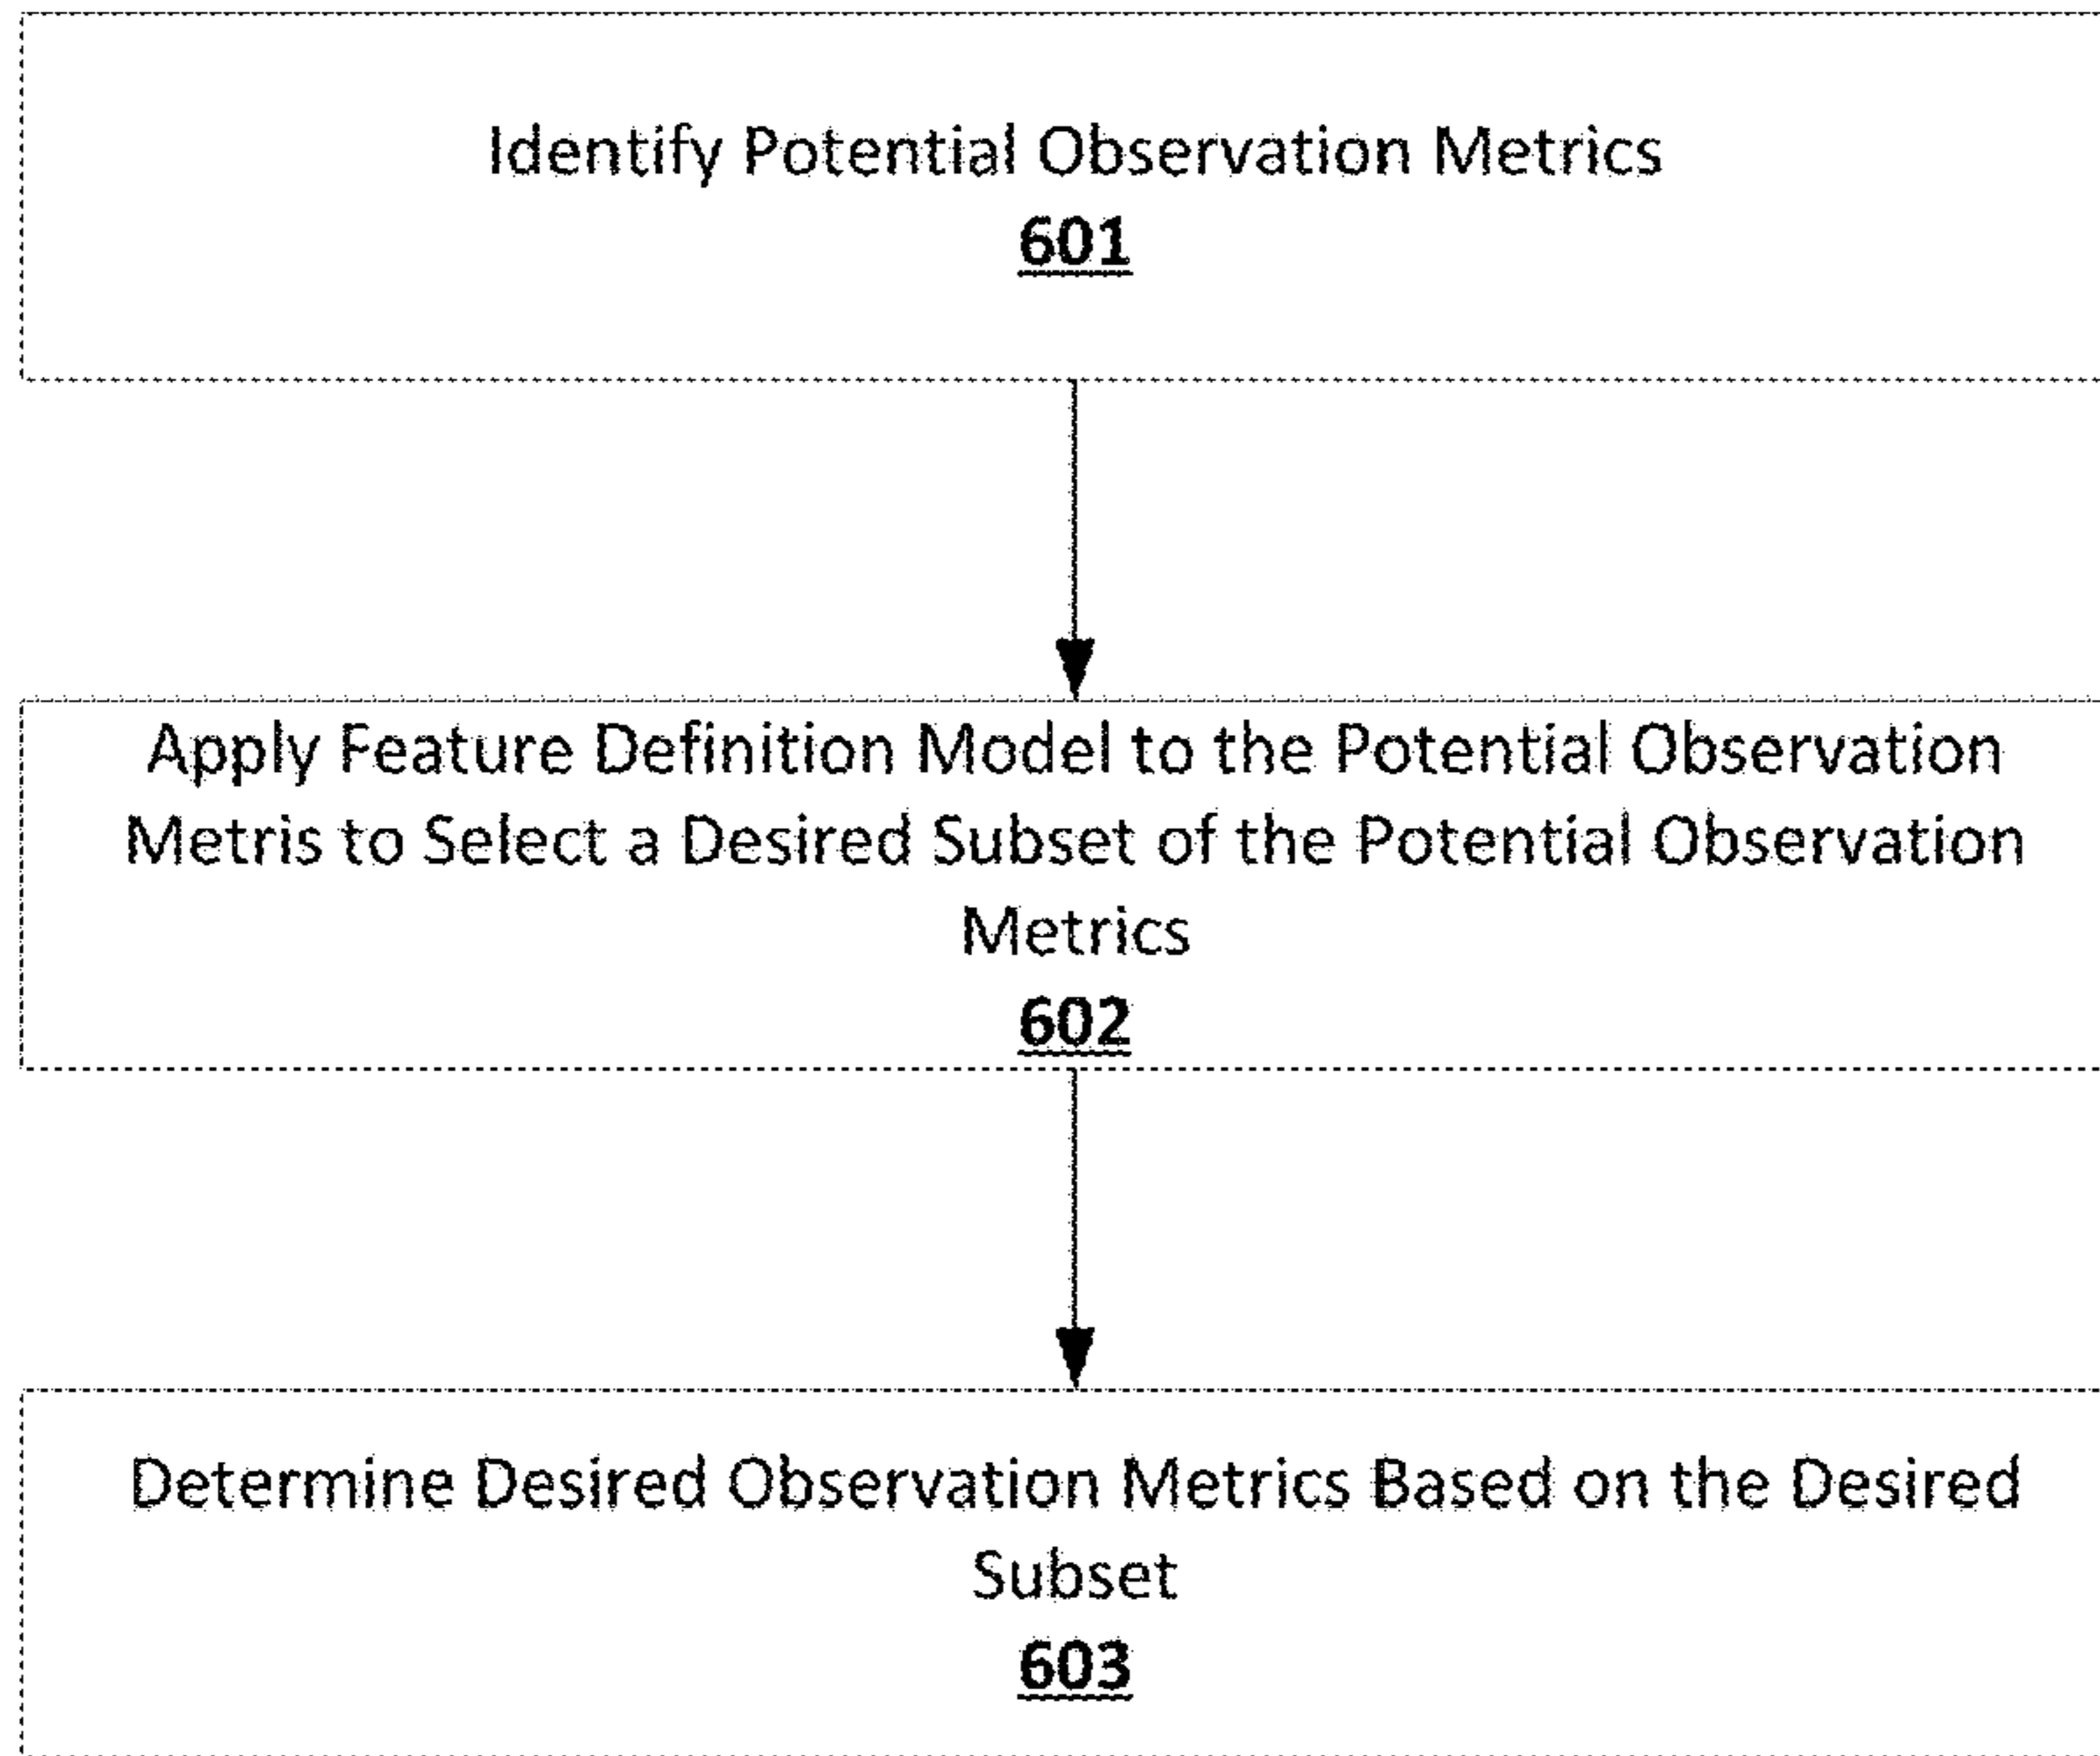 Identify Potential Observation Metrics
601
Apply Feature Definition Model to the Potential Observation
Metris to Select a Desired Subset of the Potential Observation
Metrics
602
Determine Desired Observation Metrics Based on the Desired
Subset
603